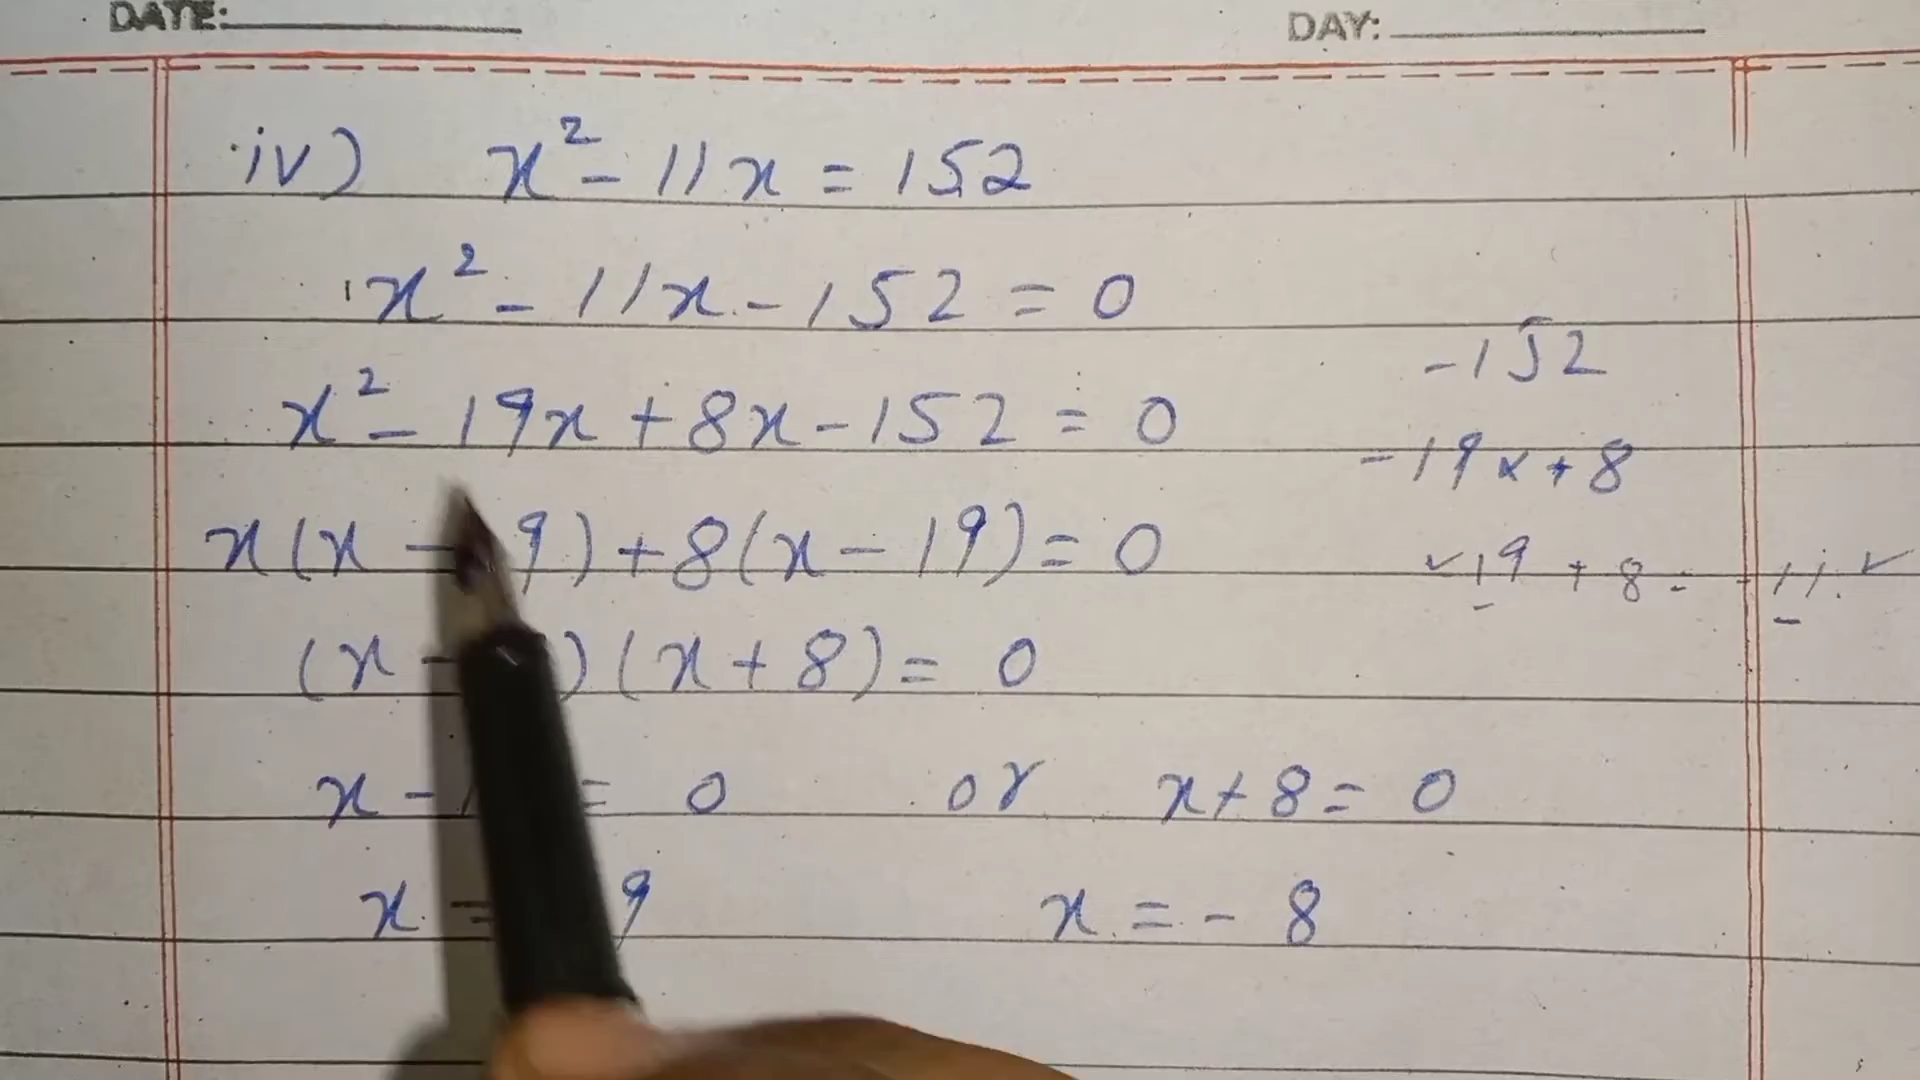 DATE: DAY:
iv) x² - 11x = 152
x² - 11x - 152 = 0
x² - 19x + 8x - 152 = 0
x(x - 9) + 8(x - 19) = 0
(x - ) (x + 8) = 0
x - = 0 or x + 8 = 0
x = 9 x = - 8
-152
-19 x + 8
-19 + 8 = -11